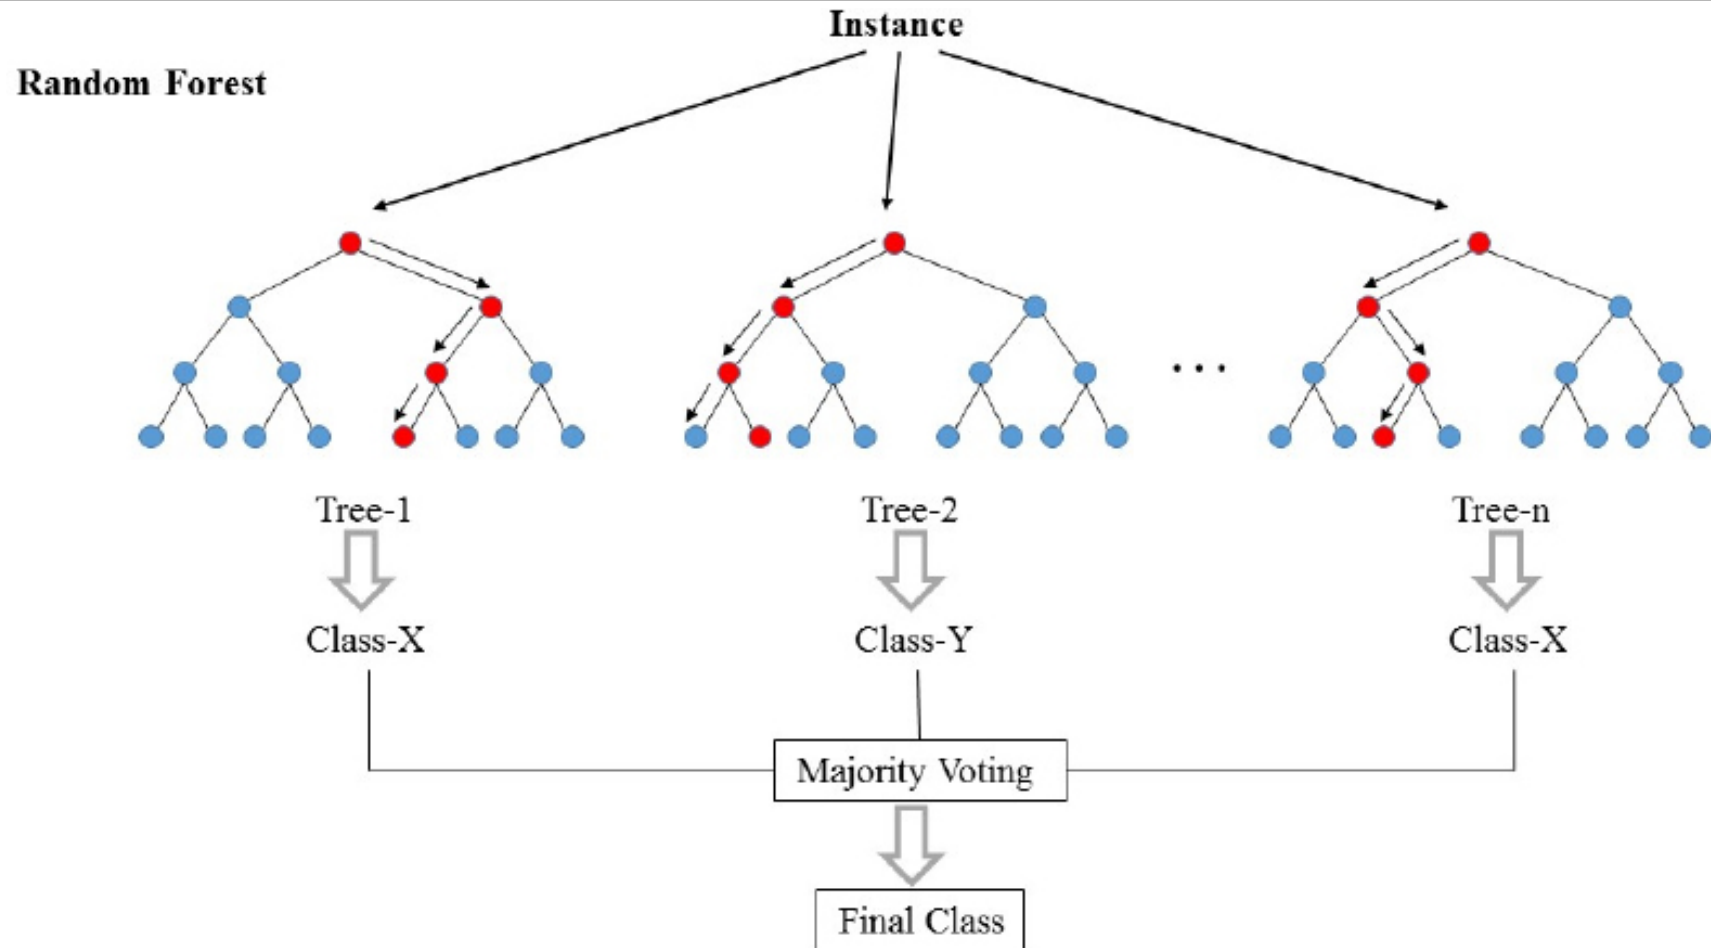 Instance
Random Forest
...
Tree-1
Tree-2
Tree-n
Class-X
Class-Y
Class-X
Majority Voting
Final Class